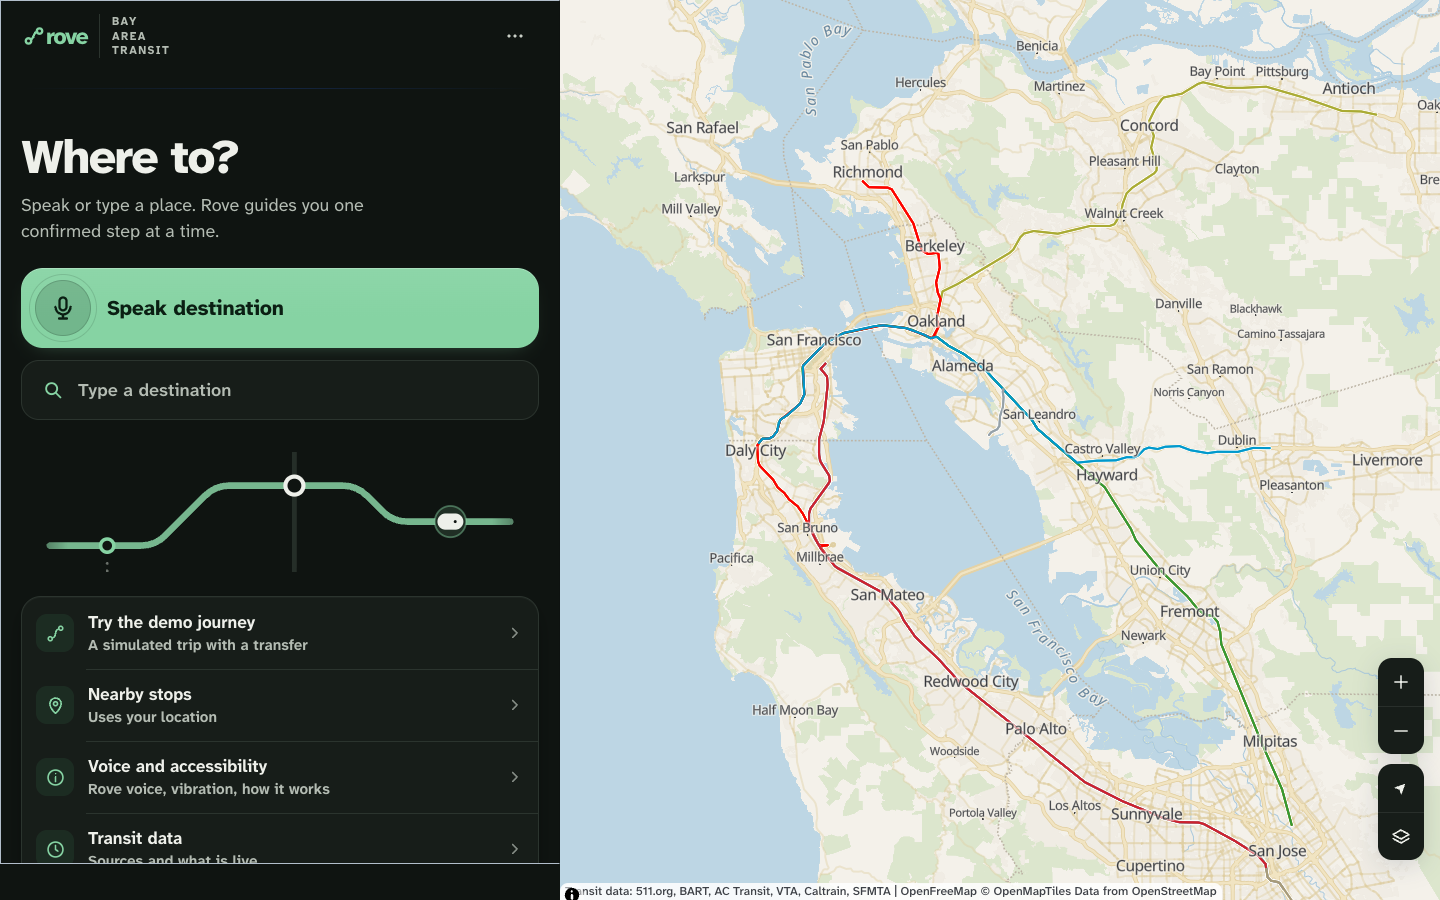 rove
BAY
AREA
TRANSIT
Where to?
Speak or type a place. Rove guides you one
confirmed step at a time.
Speak destination
Type a destination
Try the demo journey
A simulated trip with a transfer
Nearby stops
Uses your location
Voice and accessibility
Rove voice, vibration, how it works
Transit data
Sources and what is live
San Pablo Bay
Benicia
Hercules
Martinez
Bay Point
Pittsburg
Antioch
Oak
San Rafael
Concord
San Pablo
Pleasant Hill
Clayton
Richmond
Larkspur
Bre
Mill Valley
Walnut Creek
Berkeley
Danville
Blackhawk
Oakland
Camino Tassajara
San Francisco
Alameda
San Ramon
Norris Canyon
San Leandro
Daly City
Castro Valley
Dublin
Livermore
Hayward
Pleasanton
San Bruno
Pacifica
Millbrae
Union City
San Mateo
San Francisco Bay
Fremont
Newark
Redwood City
Half Moon Bay
Palo Alto
Milpitas
Woodside
Los Altos
Portola Valley
Sunnyvale
San Jose
Cupertino
nsit data: 511.org, BART, AC Transit, VTA, Caltrain, SFMTA | OpenFreeMap © OpenMapTiles Data from OpenStreetMap